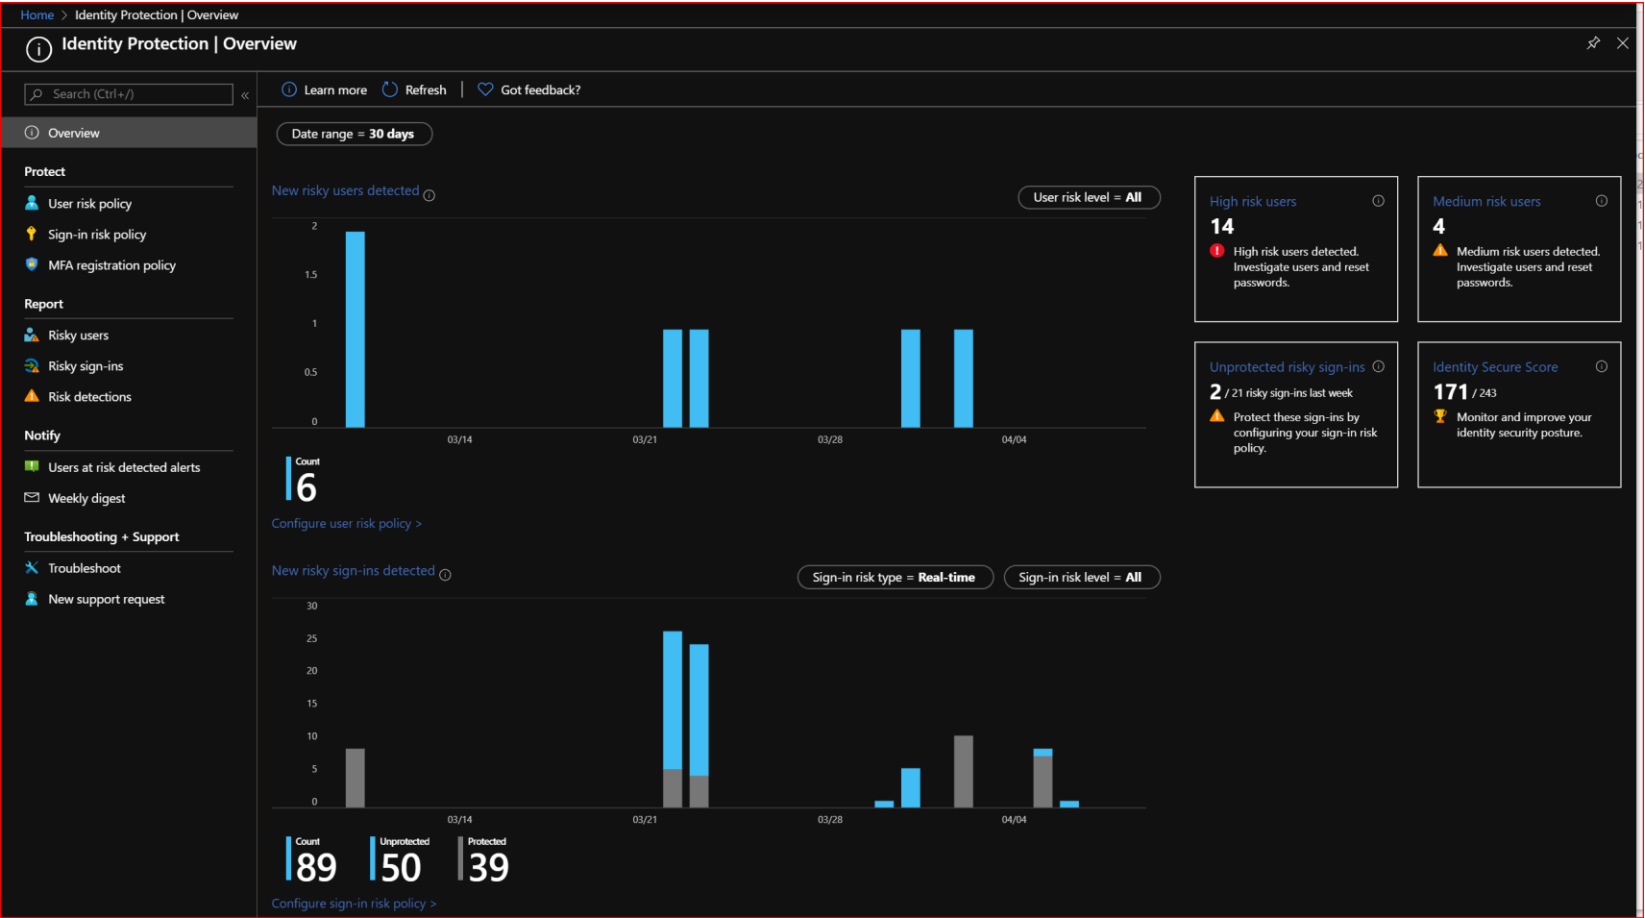 Home > Identity Protection | Overview
Identity Protection | Overview
Search (Ctrl+/)
«
Learn more
Refresh
Got feedback?
Overview
Protect
User risk policy
Sign-in risk policy
MFA registration policy
Report
Risky users
Risky sign-ins
Risk detections
Notify
Users at risk detected alerts
Weekly digest
Troubleshooting + Support
Troubleshoot
New support request
Date range = 30 days
New risky users detected
User risk level = All
2
1.5
1
0.5
0
03/14 03/21 03/28 04/04
Count
6
Configure user risk policy >
New risky sign-ins detected
Sign-in risk type = Real-time
Sign-in risk level = All
30
25
20
15
10
5
0
03/14 03/21 03/28 04/04
Count Unprotected Protected
89 50 39
Configure sign-in risk policy >
High risk users
14
High risk users detected.
Investigate users and reset
passwords.
Medium risk users
4
Medium risk users detected.
Investigate users and reset
passwords.
Unprotected risky sign-ins
2 / 21 risky sign-ins last week
Protect these sign-ins by
configuring your sign-in risk
policy.
Identity Secure Score
171 / 243
Monitor and improve your
identity security posture.